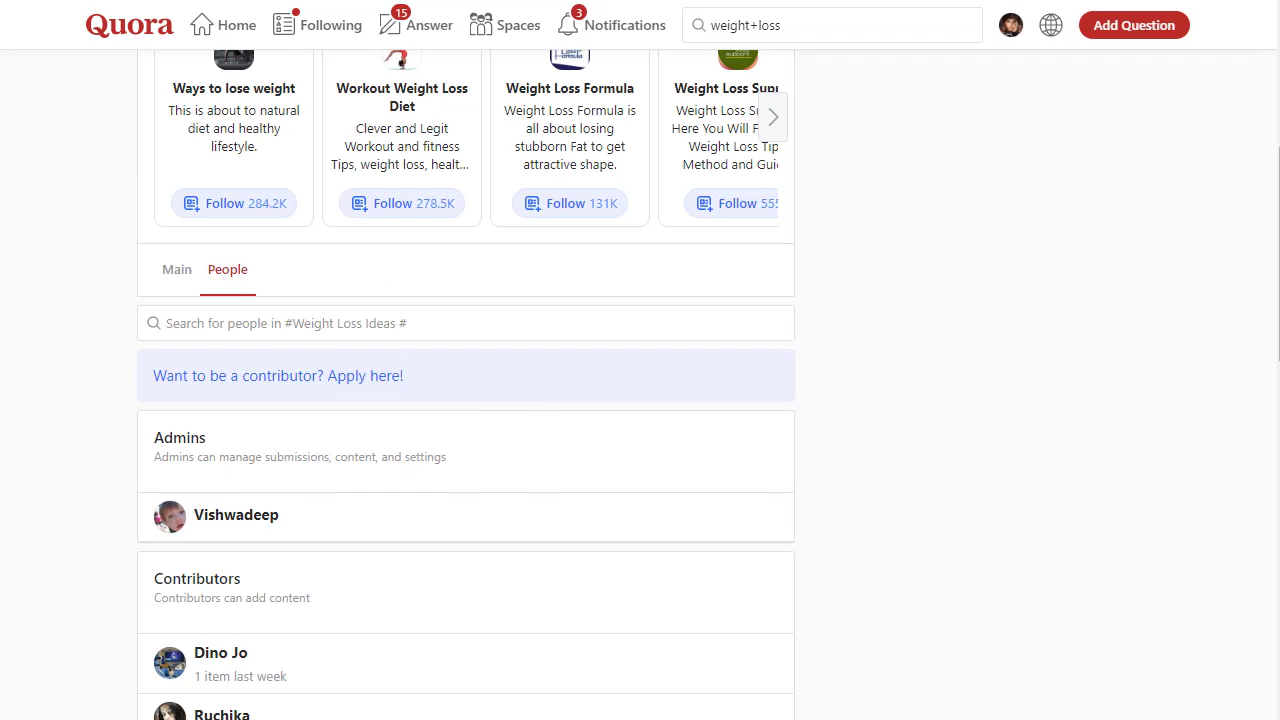 Quora
Home
Following
15
Answer
Spaces
3
Notifications
weight+loss
Add Question
Ways to lose weight
This is about to natural
diet and healthy
lifestyle.
Follow 284.2K
Workout Weight Loss
Diet
Clever and Legit
Workout and fitness
Tips, weight loss, healt...
Follow 278.5K
Weight Loss Formula
Weight Loss Formula is
all about losing
stubborn Fat to get
attractive shape.
Follow 131K
Weight Loss
Weight Loss
Here You Will
Weight Loss Tip
Method and
Follow 555
Main
People
Search for people in #Weight Loss Ideas #
Want to be a contributor? Apply here!
Admins
Admins can manage submissions, content, and settings
Vishwadeep
Contributors
Contributors can add content
Dino Jo
1 item last week
Ruchika